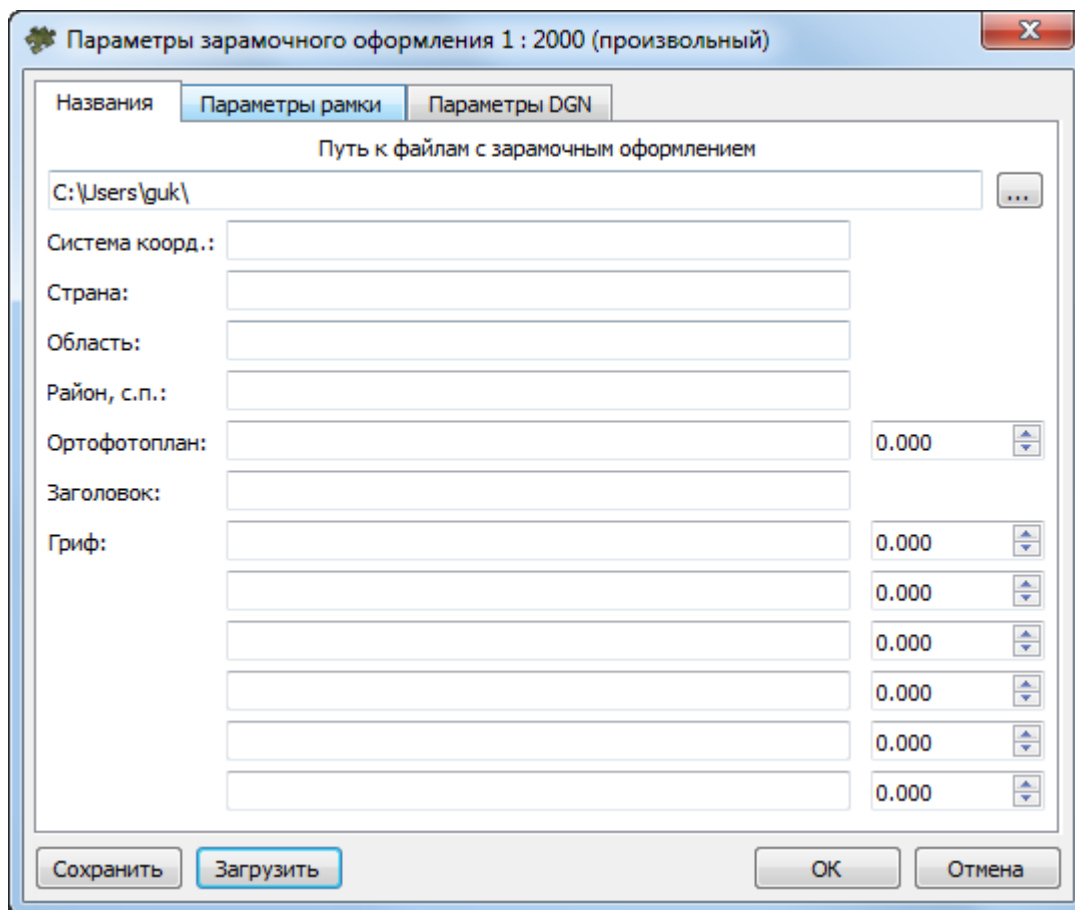 Параметры зарамочного оформления 1 : 2000 (произвольный)
Названия Параметры рамки Параметры DGN
Путь к файлам с зарамочным оформлением
C:\Users\guk\ ...
Система коорд.:
Страна:
Область:
Район, с.п.:
Ортофотоплан: 0.000
Заголовок:
Гриф: 0.000
0.000
0.000
0.000
0.000
0.000
Сохранить Загрузить OK Отмена